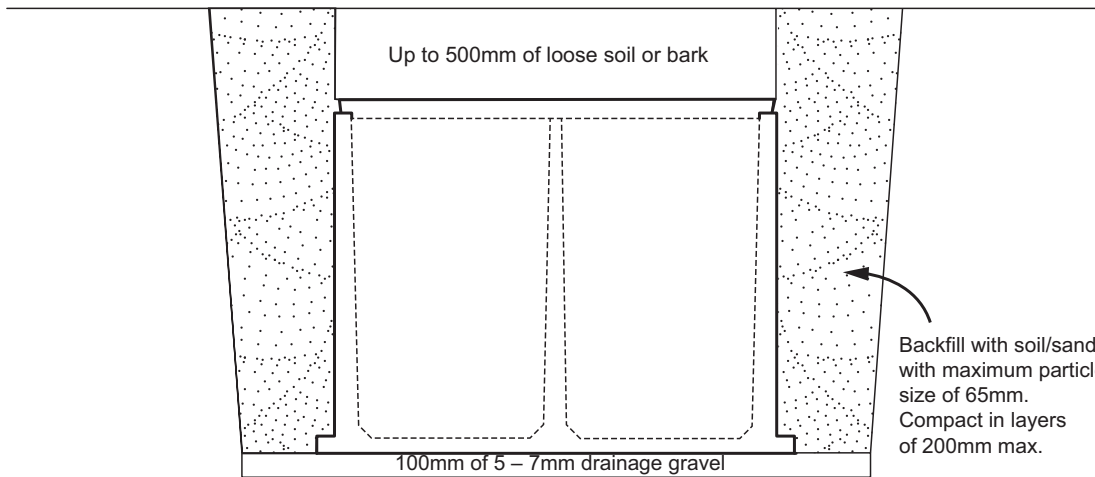 Up to 500mm of loose soil or bark
Backfill with soil/sand
with maximum particl
size of 65mm.
Compact in layers
of 200mm max.
100mm of 5 – 7mm drainage gravel